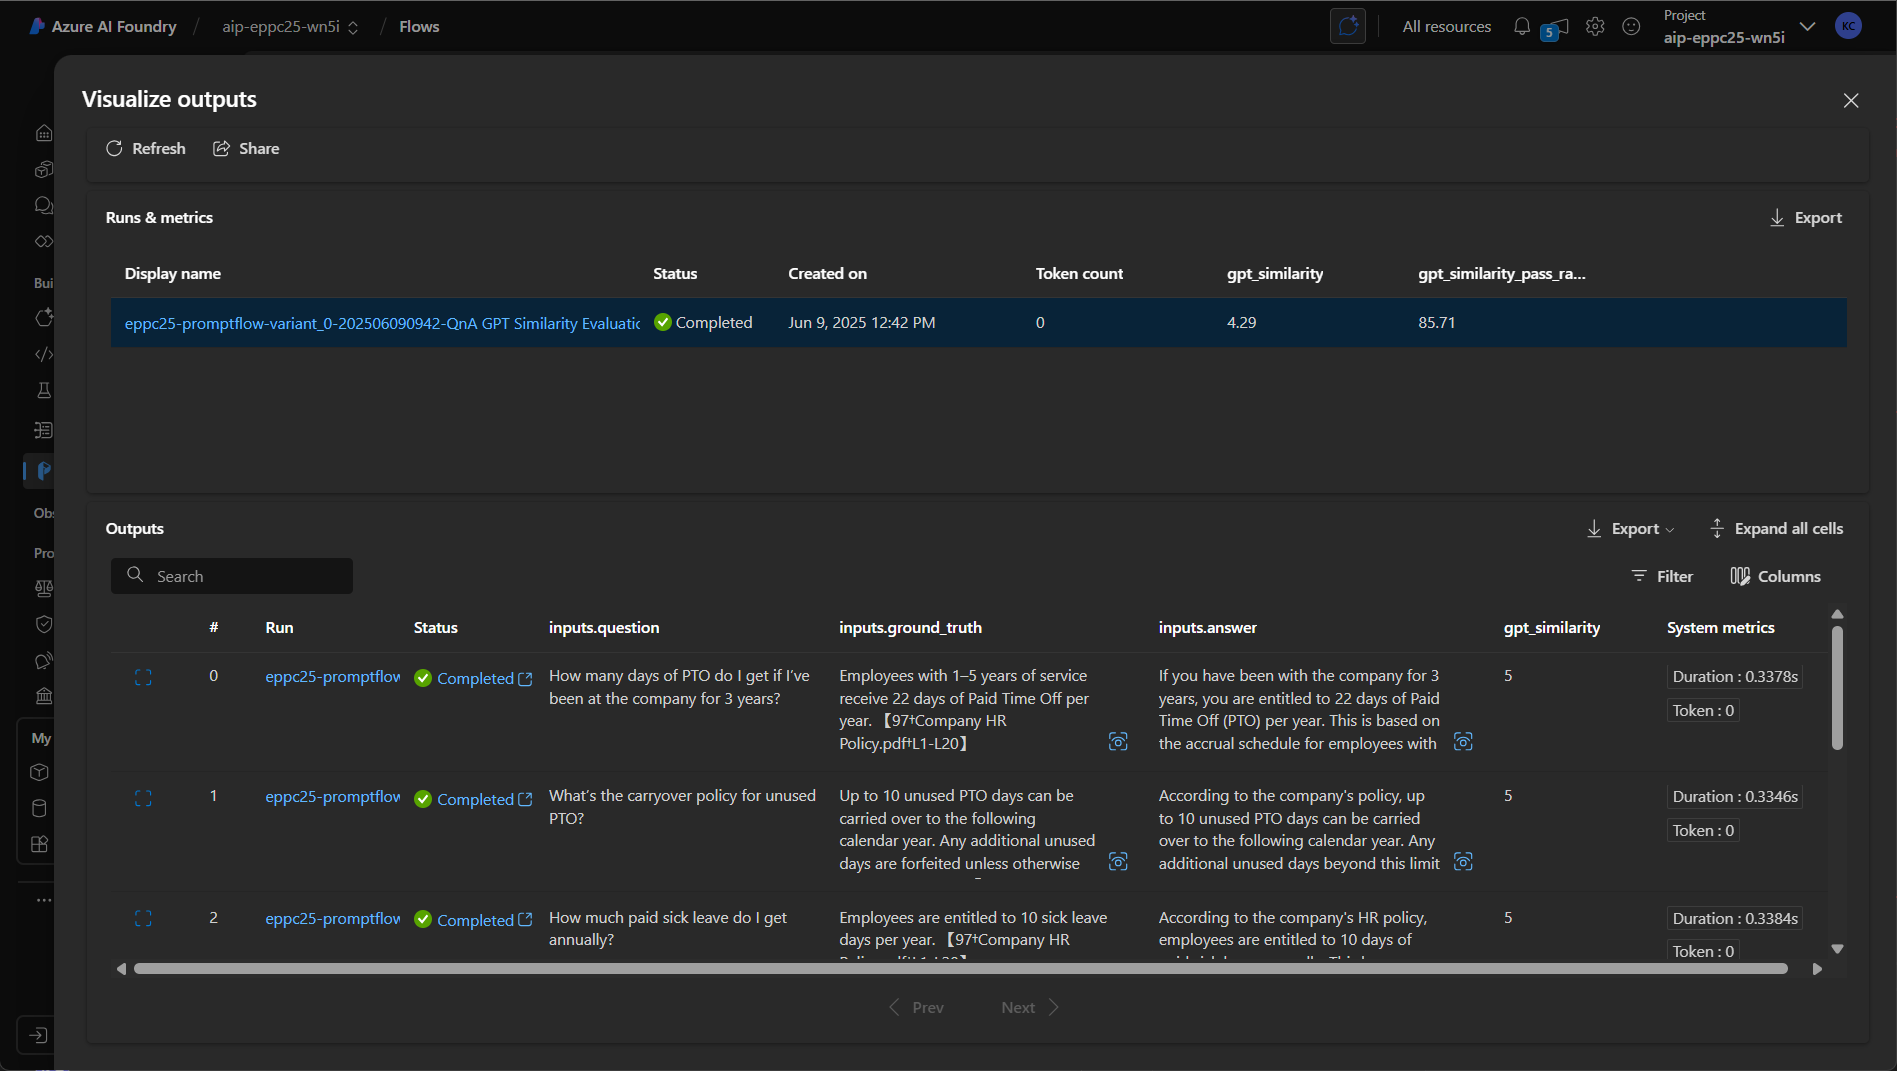 Azure AI Foundry / aip-eppc25-wn5i / Flows
All resources
5
Project
aip-eppc25-wn5i
KC
Visualize outputs
Refresh Share
Bui
Obs
Pro
My
Runs & metrics Export
Display name Status Created on Token count gpt_similarity gpt_similarity_pass_ra...
eppc25-promptflow-variant_0-202506090942-QnA GPT Similarity Evaluatic Completed Jun 9, 2025 12:42 PM 0 4.29 85.71
Outputs Export Expand all cells
Search Filter Columns
# Run Status inputs.question inputs.ground_truth inputs.answer gpt_similarity System metrics
0 eppc25-promptflow Completed
How many days of PTO do I get if I've
been at the company for 3 years?
Employees with 1–5 years of service
receive 22 days of Paid Time Off per
year. 【97†Company HR
Policy.pdf†L1-L20】
If you have been with the company for 3
years, you are entitled to 22 days of Paid
Time Off (PTO) per year. This is based on
the accrual schedule for employees with
5
Duration : 0.3378s
Token : 0
1 eppc25-promptflow Completed
What's the carryover policy for unused
PTO?
Up to 10 unused PTO days can be
carried over to the following
calendar year. Any additional unused
days are forfeited unless otherwise
According to the company's policy, up
to 10 unused PTO days can be carried
over to the following calendar year. Any
additional unused days beyond this limit
5
Duration : 0.3346s
Token : 0
2 eppc25-promptflow Completed
How much paid sick leave do I get
annually?
Employees are entitled to 10 sick leave
days per year. 【97†Company HR
According to the company's HR policy,
employees are entitled to 10 days of
5
Duration : 0.3384s
Token : 0
Prev Next